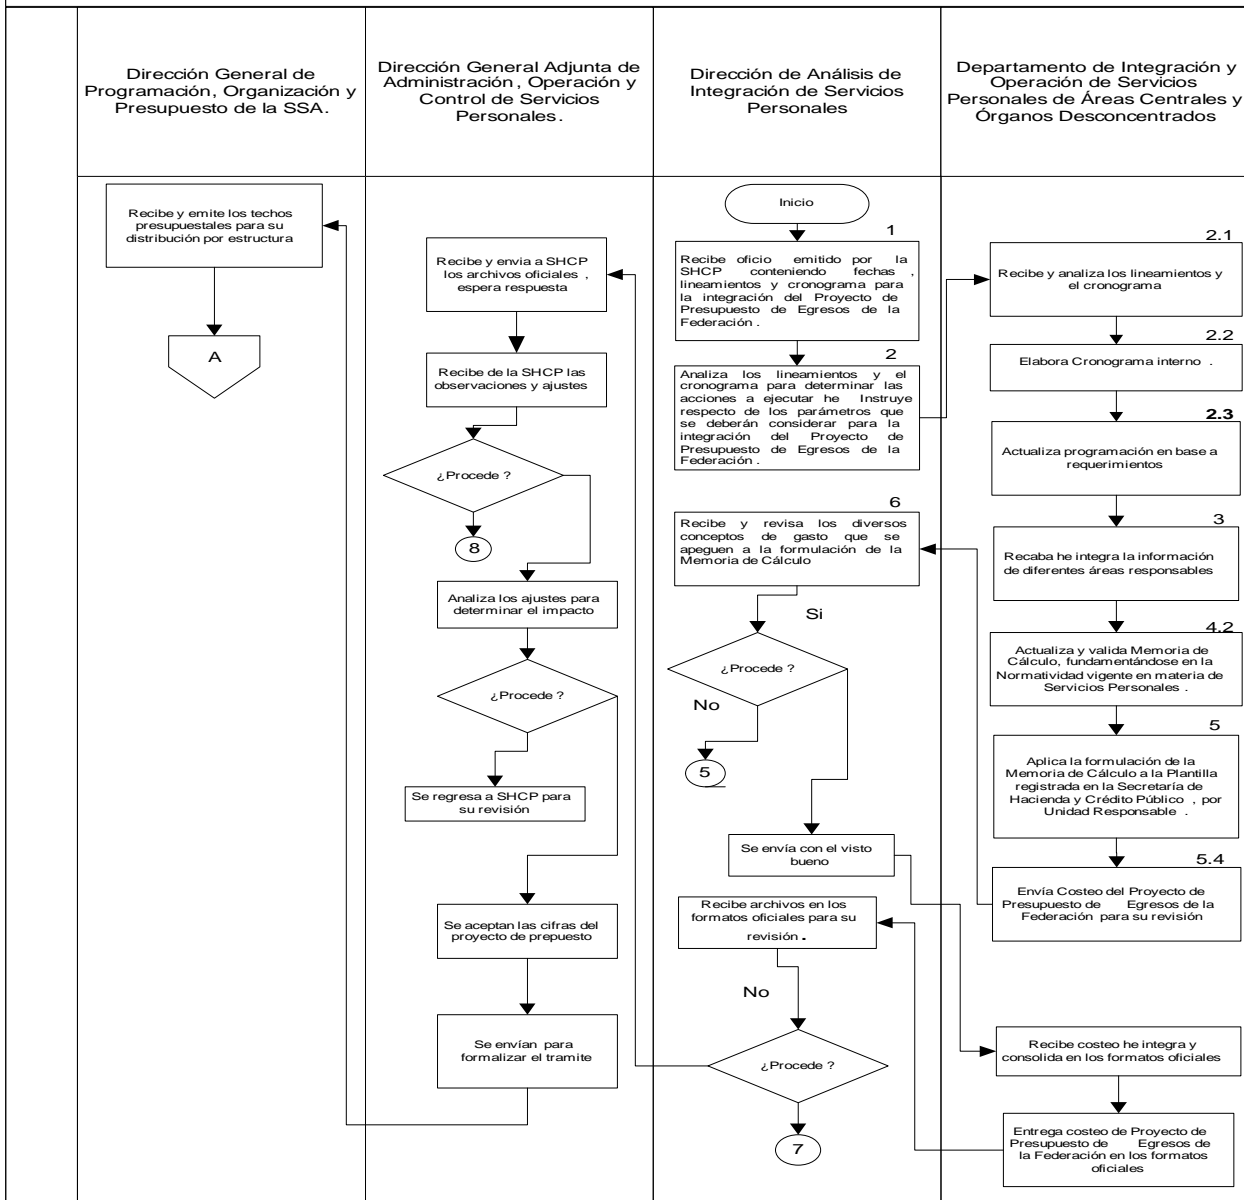 Dirección General de
Programación, Organización y
Presupuesto de la SSA.
Dirección General Adjunta de
Administración, Operación y
Control de Servicios
Personales.
Dirección de Análisis de
Integración de Servicios
Personales
Departamento de Integración y
Operación de Servicios
Personales de Áreas Centrales y
Órganos Desconcentrados
Recibe y emite los techos
presupuestales para su
distribución por estructura
A
Recibe y envia a SHCP
los archivos oficiales ,
espera respuesta
Recibe de la SHCP las
observaciones y ajustes
¿Procede ?
8
Analiza los ajustes para
determinar el impacto
¿Procede ?
Se regresa a SHCP para
su revisión
Se aceptan las cifras del
proyecto de prepuesto
Se envían para
formalizar el tramite
Inicio
1
Recibe oficio emitido por la
SHCP conteniendo fechas ,
lineamientos y cronograma para
la integración del Proyecto de
Presupuesto de Egresos de la
Federación .
2
Analiza los lineamientos y el
cronograma para determinar las
acciones a ejecutar he Instruye
respecto de los parámetros que
se deberán considerar para la
integración del Proyecto de
Presupuesto de Egresos de la
Federación .
6
Recibe y revisa los diversos
conceptos de gasto que se
apeguen a la formulación de la
Memoria de Cálculo
Si
¿Procede ?
No
5
Se envía con el visto
bueno
Recibe archivos en los
formatos oficiales para su
revisión .
No
¿Procede ?
7
2.1
Recibe y analiza los lineamientos y
el cronograma
2.2
Elabora Cronograma interno .
2.3
Actualiza programación en base a
requerimientos
3
Recaba he integra la información
de diferentes áreas responsables
4.2
Actualiza y valida Memoria de
Cálculo, fundamentándose en la
Normatividad vigente en materia de
Servicios Personales .
5
Aplica la formulación de la
Memoria de Cálculo a la Plantilla
registrada en la Secretaría de
Hacienda y Crédito Público , por
Unidad Responsable .
5.4
Envía Costeo del Proyecto de
Presupuesto de Egresos de la
Federación para su revisión
Recibe costeo he integra y
consolida en los formatos oficiales
Entrega costeo de Proyecto de
Presupuesto de Egresos de
la Federación en los formatos
oficiales